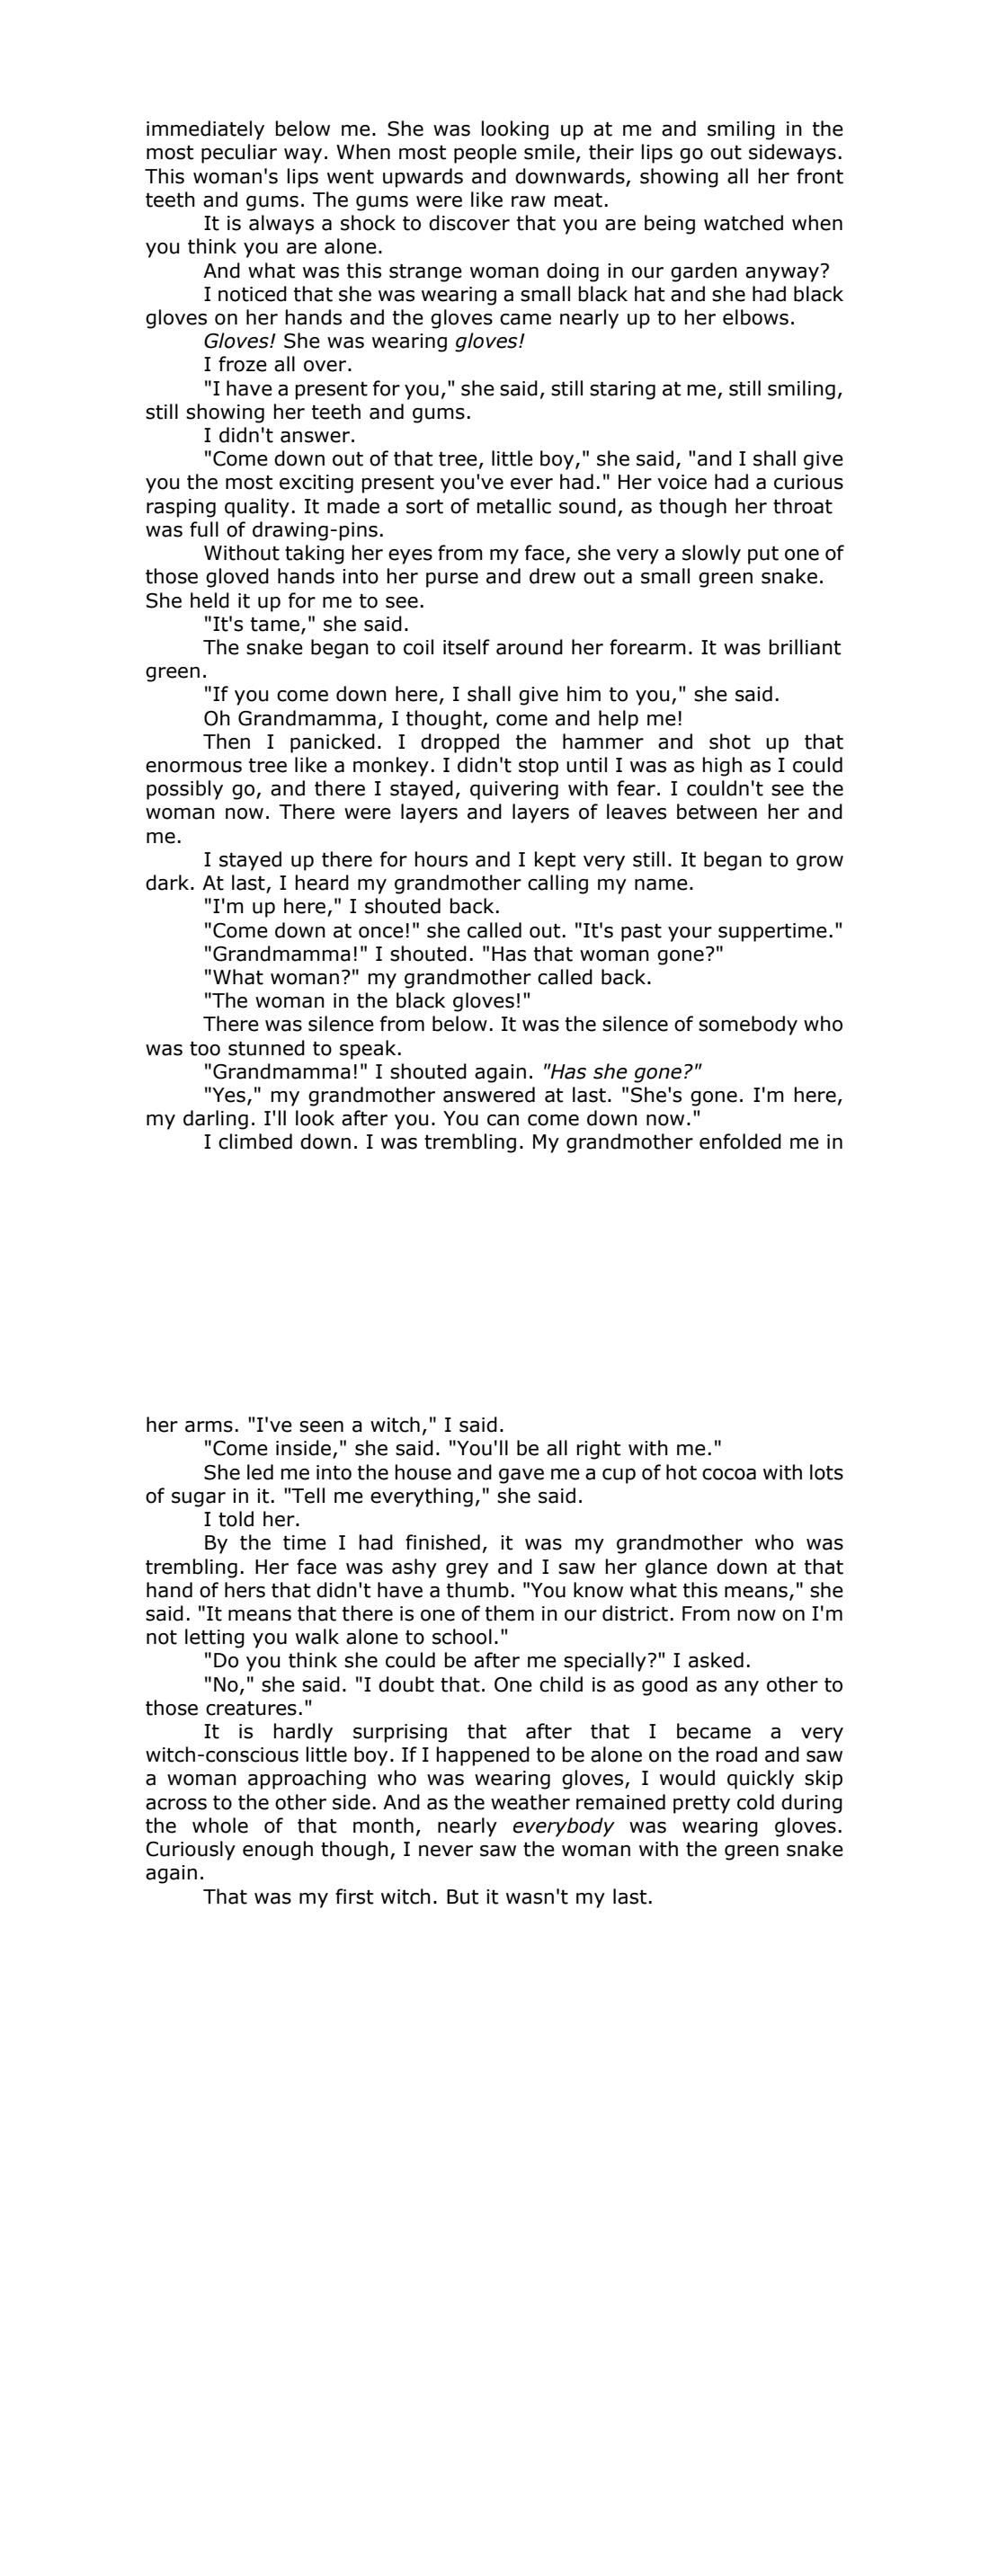 immediately below me. She was looking up at me and smiling in the
most peculiar way. When most people smile, their lips go out sideways.
This woman's lips went upwards and downwards, showing all her front
teeth and gums. The gums were like raw meat.
It is always a shock to discover that you are being watched when
you think you are alone.
And what was this strange woman doing in our garden anyway?
I noticed that she was wearing a small black hat and she had black
gloves on her hands and the gloves came nearly up to her elbows.
Gloves! She was wearing gloves!
I froze all over.
"I have a present for you," she said, still staring at me, still smiling,
still showing her teeth and gums.
I didn't answer.
"Come down out of that tree, little boy," she said, "and I shall give
you the most exciting present you've ever had." Her voice had a curious
rasping quality. It made a sort of metallic sound, as though her throat
was full of drawing-pins.
Without taking her eyes from my face, she very a slowly put one of
those gloved hands into her purse and drew out a small green snake.
She held it up for me to see.
"It's tame," she said.
The snake began to coil itself around her forearm. It was brilliant
green.
"If you come down here, I shall give him to you," she said.
Oh Grandmamma, I thought, come and help me!
Then I panicked. I dropped the hammer and shot up that
enormous tree like a monkey. I didn't stop until I was as high as I could
possibly go, and there I stayed, quivering with fear. I couldn't see the
woman now. There were layers and layers of leaves between her and
me.
I stayed up there for hours and I kept very still. It began to grow
dark. At last, I heard my grandmother calling my name.
"I'm up here," I shouted back.
"Come down at once!" she called out. "It's past your suppertime."
"Grandmamma!" I shouted. "Has that woman gone?"
"What woman?" my grandmother called back.
"The woman in the black gloves!"
There was silence from below. It was the silence of somebody who
was too stunned to speak.
"Grandmamma!" I shouted again. "Has she gone?"
"Yes," my grandmother answered at last. "She's gone. I'm here,
my darling. I'll look after you. You can come down now."
I climbed down. I was trembling. My grandmother enfolded me in
her arms. "I've seen a witch," I said.
"Come inside," she said. "You'll be all right with me."
She led me into the house and gave me a cup of hot cocoa with lots
of sugar in it. "Tell me everything," she said.
I told her.
By the time I had finished, it was my grandmother who was
trembling. Her face was ashy grey and I saw her glance down at that
hand of hers that didn't have a thumb. "You know what this means," she
said. "It means that there is one of them in our district. From now on I'm
not letting you walk alone to school."
"Do you think she could be after me specially?" I asked.
"No," she said. "I doubt that. One child is as good as any other to
those creatures."
It is hardly surprising that after that I became a very
witch-conscious little boy. If I happened to be alone on the road and saw
a woman approaching who was wearing gloves, I would quickly skip
across to the other side. And as the weather remained pretty cold during
the whole of that month, nearly everybody was wearing gloves.
Curiously enough though, I never saw the woman with the green snake
again.
That was my first witch. But it wasn't my last.